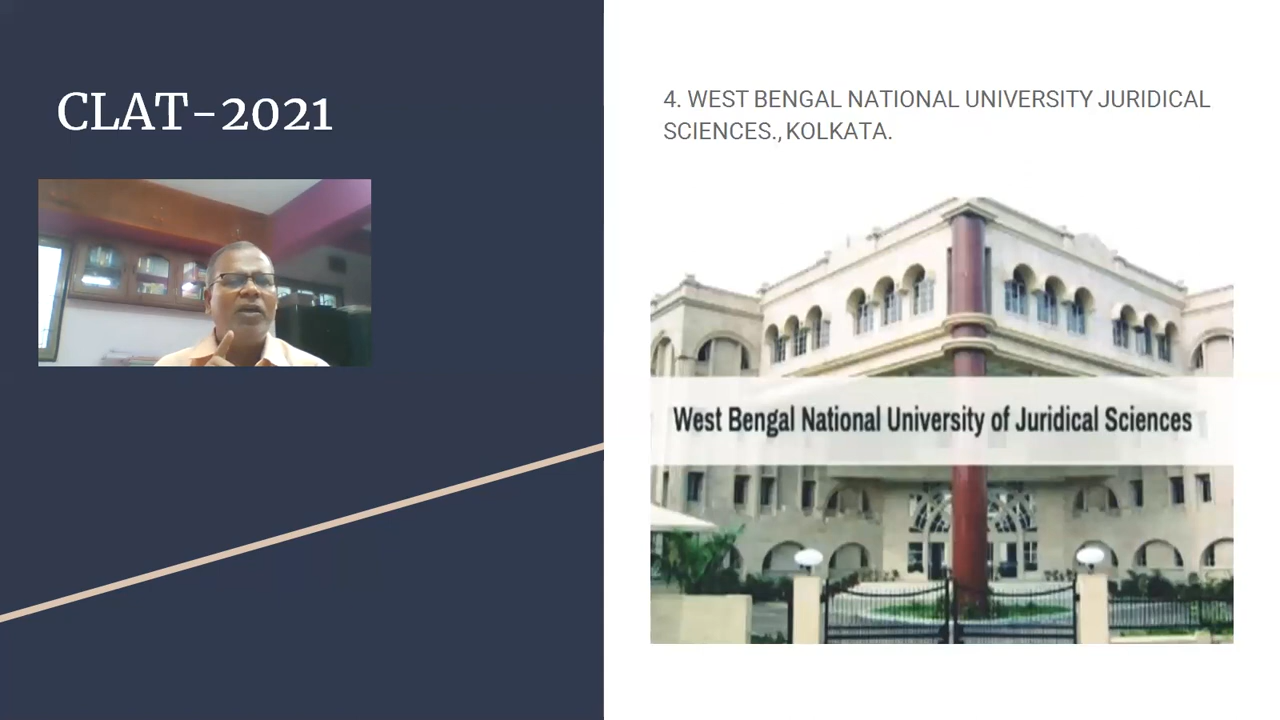 CLAT-2021
4. WEST BENGAL NATIONAL UNIVERSITY JURIDICAL
SCIENCES., KOLKATA.
West Bengal National University of Juridical Sciences